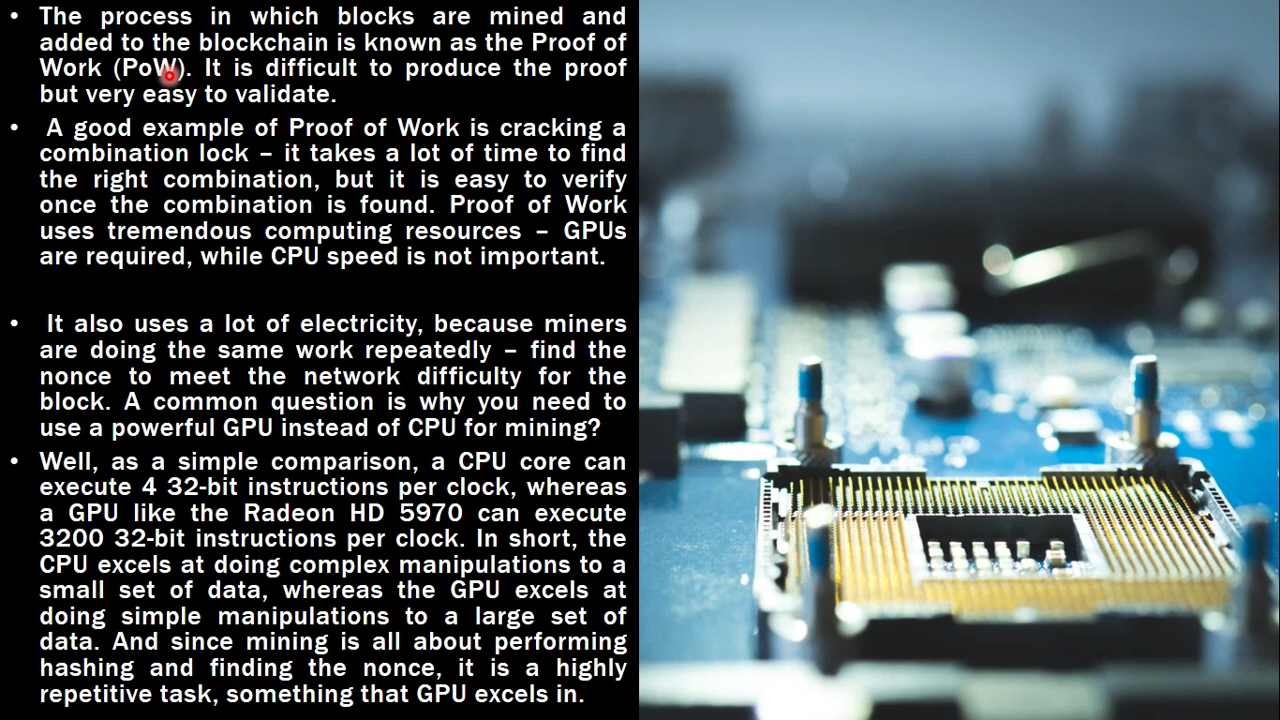 • The process in which blocks are mined and
added to the blockchain is known as the Proof of
Work (PoW). It is difficult to produce the proof
but very easy to validate.
• A good example of Proof of Work is cracking a
combination lock – it takes a lot of time to find
the right combination, but it is easy to verify
once the combination is found. Proof of Work
uses tremendous computing resources – GPUs
are required, while CPU speed is not important.
• It also uses a lot of electricity, because miners
are doing the same work repeatedly – find the
nonce to meet the network difficulty for the
block. A common question is why you need to
use a powerful GPU instead of CPU for mining?
• Well, as a simple comparison, a CPU core can
execute 4 32-bit instructions per clock, whereas
a GPU like the Radeon HD 5970 can execute
3200 32-bit instructions per clock. In short, the
CPU excels at doing complex manipulations to a
small set of data, whereas the GPU excels at
doing simple manipulations to a large set of
data. And since mining is all about performing
hashing and finding the nonce, it is a highly
repetitive task, something that GPU excels in.